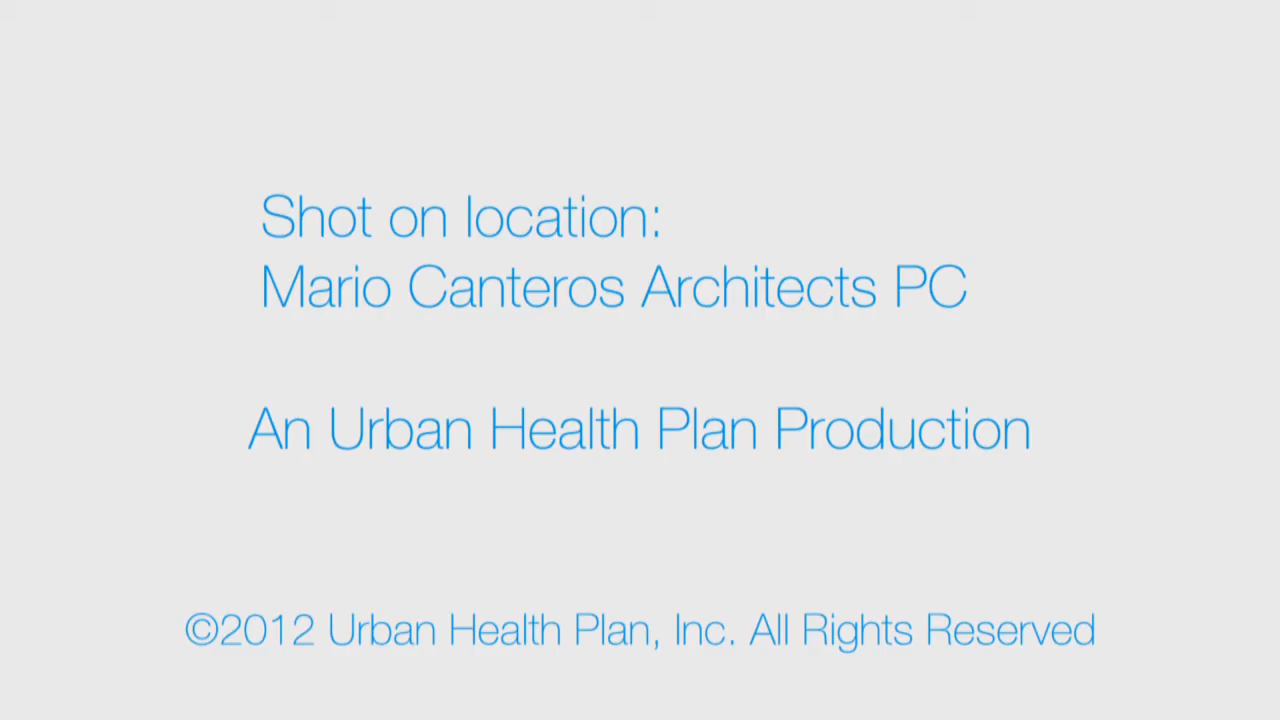 Shot on location:
Mario Canteros Architects PC
An Urban Health Plan Production
©2012 Urban Health Plan, Inc. All Rights Reserved